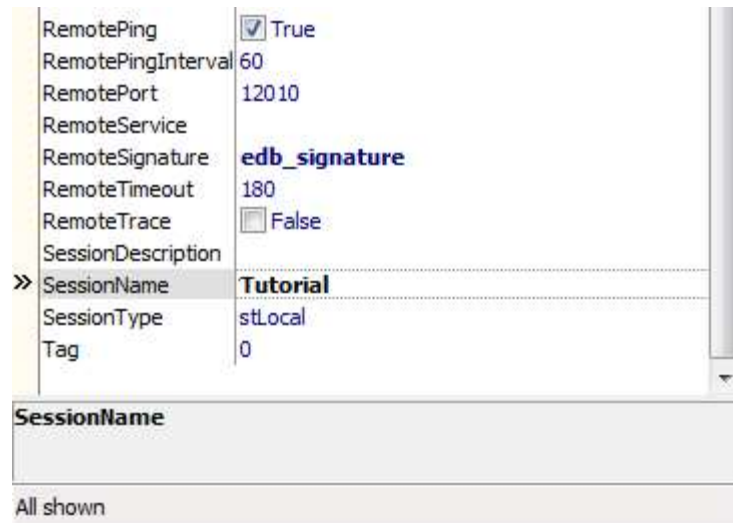 RemotePing True
RemotePingInterval 60
RemotePort 12010
RemoteService
RemoteSignature edb_signature
RemoteTimeout 180
RemoteTrace False
SessionDescription
» SessionName Tutorial
SessionType stLocal
Tag 0
SessionName
All shown